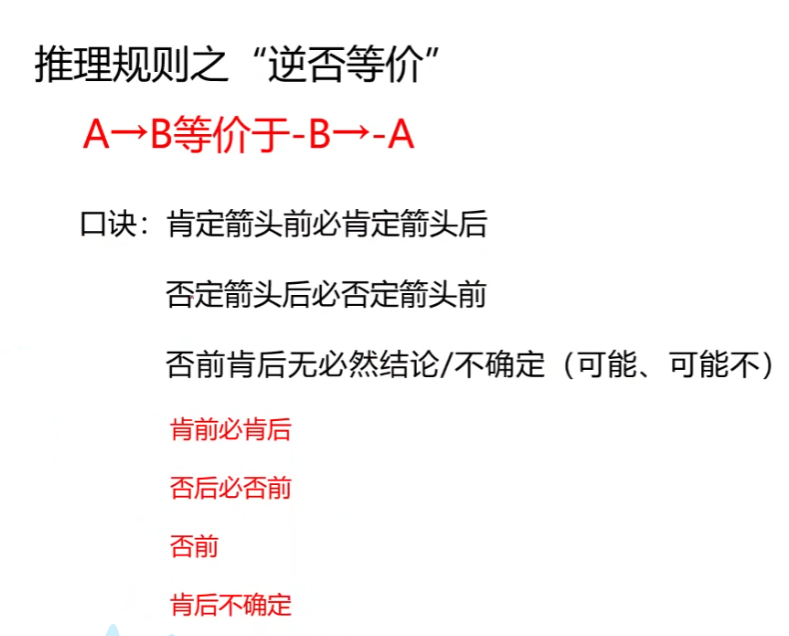 推理规则之“逆否等价”
A→B等价于-B→-A
口诀：肯定箭头前必肯定箭头后
否定箭头后必否定箭头前
否前肯后无必然结论/不确定（可能、可能不）
肯前必肯后
否后必否前
否前
肯后不确定